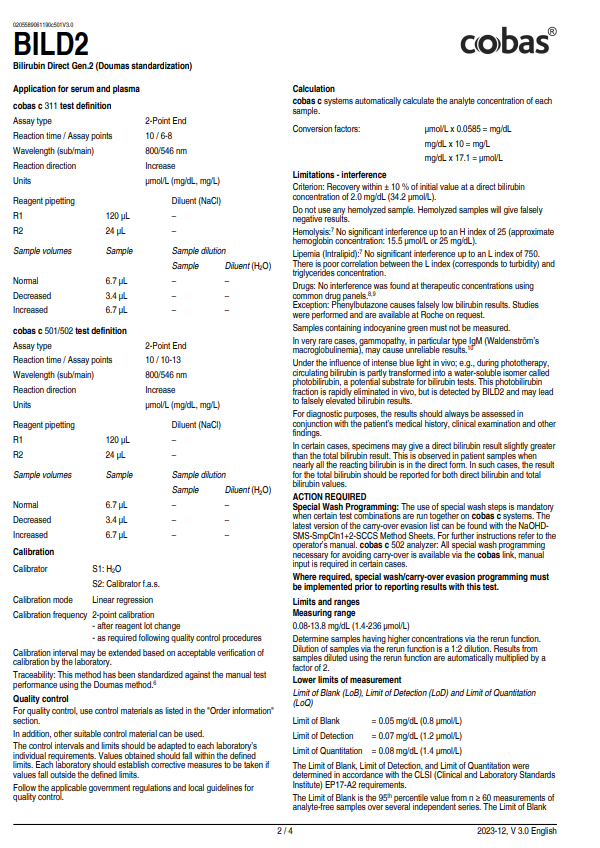 0205589061190c501V3.0
BILD2
Bilirubin Direct Gen.2 (Doumas standardization)
cobas®
Application for serum and plasma
cobas c 311 test definition
Assay type 2-Point End
Reaction time / Assay points 10 / 6-8
Wavelength (sub/main) 800/546 nm
Reaction direction Increase
Units µmol/L (mg/dL, mg/L)
Reagent pipetting Diluent (NaCl)
R1 120 µL –
R2 24 µL –
Sample volumes Sample Sample dilution
Sample Diluent (H₂O)
Normal 6.7 µL – –
Decreased 3.4 µL – –
Increased 6.7 µL – –
cobas c 501/502 test definition
Assay type 2-Point End
Reaction time / Assay points 10 / 10-13
Wavelength (sub/main) 800/546 nm
Reaction direction Increase
Units µmol/L (mg/dL, mg/L)
Reagent pipetting Diluent (NaCl)
R1 120 µL –
R2 24 µL –
Sample volumes Sample Sample dilution
Sample Diluent (H₂O)
Normal 6.7 µL – –
Decreased 3.4 µL – –
Increased 6.7 µL – –
Calibration
Calibrator S1: H₂O
S2: Calibrator f.a.s.
Calibration mode Linear regression
Calibration frequency 2-point calibration
- after reagent lot change
- as required following quality control procedures
Calibration interval may be extended based on acceptable verification of
calibration by the laboratory.
Traceability: This method has been standardized against the manual test
performance using the Doumas method.⁶
Quality control
For quality control, use control materials as listed in the "Order information"
section.
In addition, other suitable control material can be used.
The control intervals and limits should be adapted to each laboratory's
individual requirements. Values obtained should fall within the defined
limits. Each laboratory should establish corrective measures to be taken if
values fall outside the defined limits.
Follow the applicable government regulations and local guidelines for
quality control.
Calculation
cobas c systems automatically calculate the analyte concentration of each
sample.
Conversion factors: µmol/L x 0.0585 = mg/dL
mg/dL x 10 = mg/L
mg/dL x 17.1 = µmol/L
Limitations - interference
Criterion: Recovery within ± 10 % of initial value at a direct bilirubin
concentration of 2.0 mg/dL (34.2 µmol/L).
Do not use any hemolyzed sample. Hemolyzed samples will give falsely
negative results.
Hemolysis:⁷ No significant interference up to an H index of 25 (approximate
hemoglobin concentration: 15.5 µmol/L or 25 mg/dL).
Lipemia (Intralipid):⁷ No significant interference up to an L index of 750.
There is poor correlation between the L index (corresponds to turbidity) and
triglycerides concentration.
Drugs: No interference was found at therapeutic concentrations using
common drug panels.⁸,⁹
Exception: Phenylbutazone causes falsely low bilirubin results. Studies
were performed and are available at Roche on request.
Samples containing indocyanine green must not be measured.
In very rare cases, gammopathy, in particular type IgM (Waldenström's
macroglobulinemia), may cause unreliable results.¹⁰
Under the influence of intense blue light in vivo; e.g., during phototherapy,
circulating bilirubin is partly transformed into a water-soluble isomer called
photobilirubin, a potential substrate for bilirubin tests. This photobilirubin
fraction is rapidly eliminated in vivo, but is detected by BILD2 and may lead
to falsely elevated bilirubin results.
For diagnostic purposes, the results should always be assessed in
conjunction with the patient's medical history, clinical examination and other
findings.
In certain cases, specimens may give a direct bilirubin result slightly greater
than the total bilirubin result. This is observed in patient samples when
nearly all the reacting bilirubin is in the direct form. In such cases, the result
for the total bilirubin should be reported for both direct bilirubin and total
bilirubin values.
ACTION REQUIRED
Special Wash Programming: The use of special wash steps is mandatory
when certain test combinations are run together on cobas c systems. The
latest version of the carry-over evasion list can be found with the NaOHD-
SMS-SmpCln1+2-SCCS Method Sheets. For further instructions refer to the
operator's manual. cobas c 502 analyzer: All special wash programming
necessary for avoiding carry-over is available via the cobas link, manual
input is required in certain cases.
Where required, special wash/carry-over evasion programming must
be implemented prior to reporting results with this test.
Limits and ranges
Measuring range
0.08-13.8 mg/dL (1.4-236 µmol/L)
Determine samples having higher concentrations via the rerun function.
Dilution of samples via the rerun function is a 1:2 dilution. Results from
samples diluted using the rerun function are automatically multiplied by a
factor of 2.
Lower limits of measurement
Limit of Blank (LoB), Limit of Detection (LoD) and Limit of Quantitation
(LoQ)
Limit of Blank = 0.05 mg/dL (0.8 µmol/L)
Limit of Detection = 0.07 mg/dL (1.2 µmol/L)
Limit of Quantitation = 0.08 mg/dL (1.4 µmol/L)
The Limit of Blank, Limit of Detection, and Limit of Quantitation were
determined in accordance with the CLSI (Clinical and Laboratory Standards
Institute) EP17-A2 requirements.
The Limit of Blank is the 95th percentile value from n ≥ 60 measurements of
analyte-free samples over several independent series. The Limit of Blank
2 / 4
2023-12, V 3.0 English